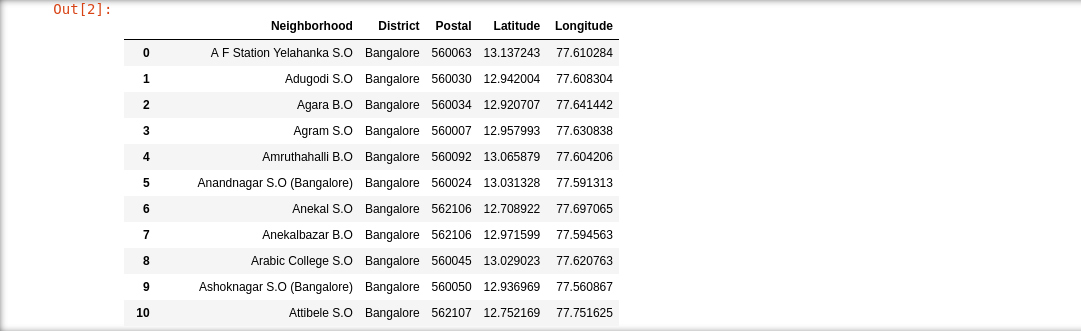 Out[2]:
Neighborhood District Postal Latitude Longitude
0 A F Station Yelahanka S.O Bangalore 560063 13.137243 77.610284
1 Adugodi S.O Bangalore 560030 12.942004 77.608304
2 Agara B.O Bangalore 560034 12.920707 77.641442
3 Agram S.O Bangalore 560007 12.957993 77.630838
4 Amruthahalli B.O Bangalore 560092 13.065879 77.604206
5 Anandnagar S.O (Bangalore) Bangalore 560024 13.031328 77.591313
6 Anekal S.O Bangalore 562106 12.708922 77.697065
7 Anekalbazar B.O Bangalore 562106 12.971599 77.594563
8 Arabic College S.O Bangalore 560045 13.029023 77.620763
9 Ashoknagar S.O (Bangalore) Bangalore 560050 12.936969 77.560867
10 Attibele S.O Bangalore 562107 12.752169 77.751625